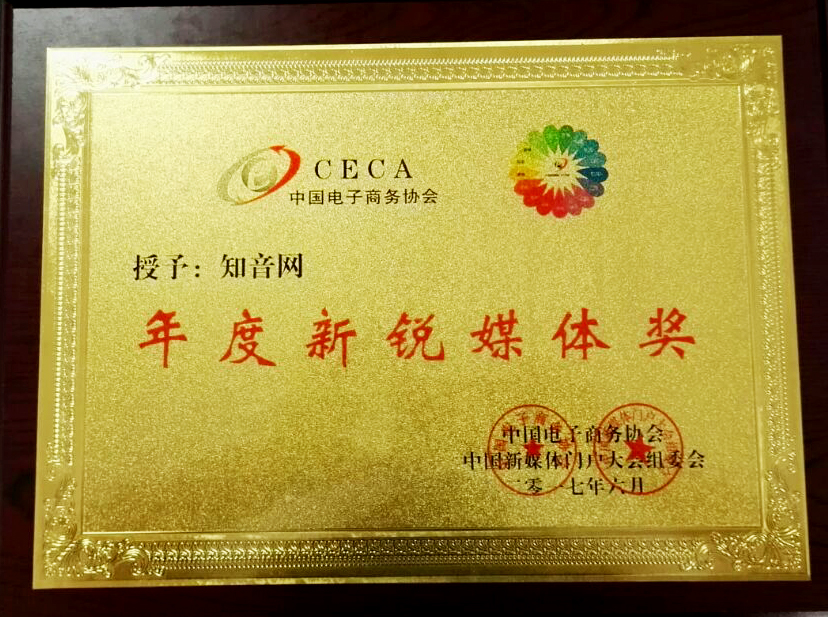 CECA
中国电子商务协会
授予：知音网
年度新锐媒体奖
中国电子商务协会
中国新媒体门户大会组委会
二零一七年六月